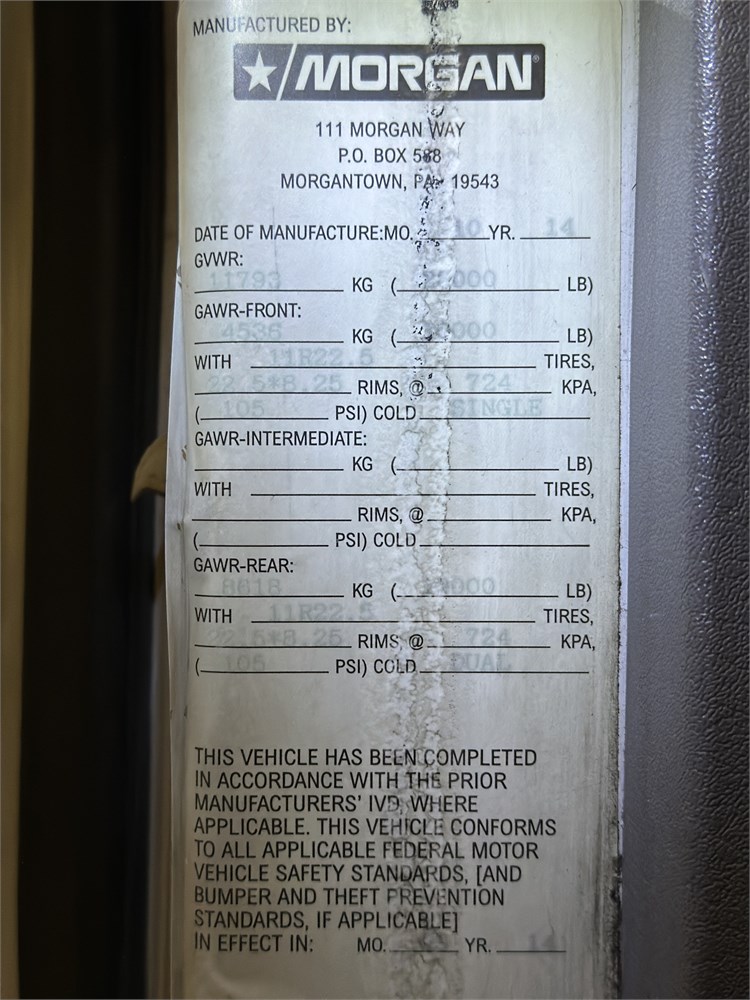 MANUFACTURED BY:
MORGAN®
111 MORGAN WAY
P.O. BOX 588
MORGANTOWN, PA 19543
DATE OF MANUFACTURE:MO. 10 YR. 14
GVWR:
11793 KG ( LB)
GAWR-FRONT:
4536 KG ( LB)
WITH 11R22.5 TIRES,
22.5*8.25 RIMS, @ 724 KPA,
( 105 PSI) COLD SINGLE
GAWR-INTERMEDIATE:
KG ( LB)
WITH TIRES,
RIMS, @ KPA,
( PSI) COLD
GAWR-REAR:
8618 KG ( LB)
WITH 11R22.5 TIRES,
22.5*8.25 RIMS, @ 724 KPA,
( 105 PSI) COLD DUAL
THIS VEHICLE HAS BEEN COMPLETED
IN ACCORDANCE WITH THE PRIOR
MANUFACTURERS' IVD, WHERE
APPLICABLE. THIS VEHICLE CONFORMS
TO ALL APPLICABLE FEDERAL MOTOR
VEHICLE SAFETY STANDARDS, [AND
BUMPER AND THEFT PREVENTION
STANDARDS, IF APPLICABLE]
IN EFFECT IN: MO. YR. 14